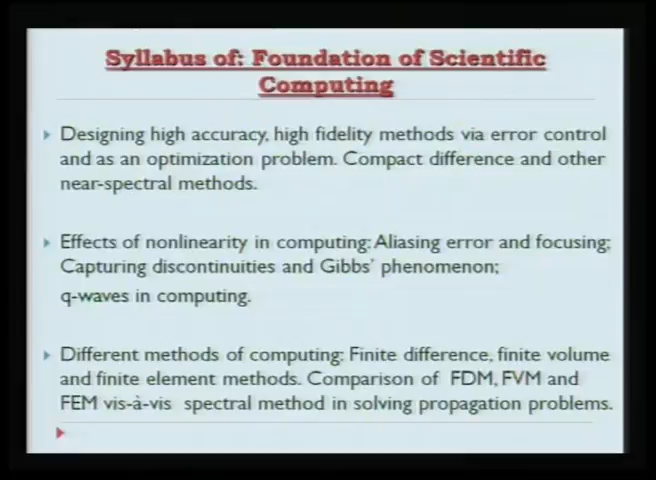 Syllabus of: Foundation of Scientific
Computing
Designing high accuracy, high fidelity methods via error control
and as an optimization problem. Compact difference and other
near-spectral methods.
Effects of nonlinearity in computing: Aliasing error and focusing;
Capturing discontinuities and Gibbs' phenomenon;
q-waves in computing.
Different methods of computing: Finite difference, finite volume
and finite element methods. Comparison of FDM, FVM and
FEM vis-à-vis spectral method in solving propagation problems.